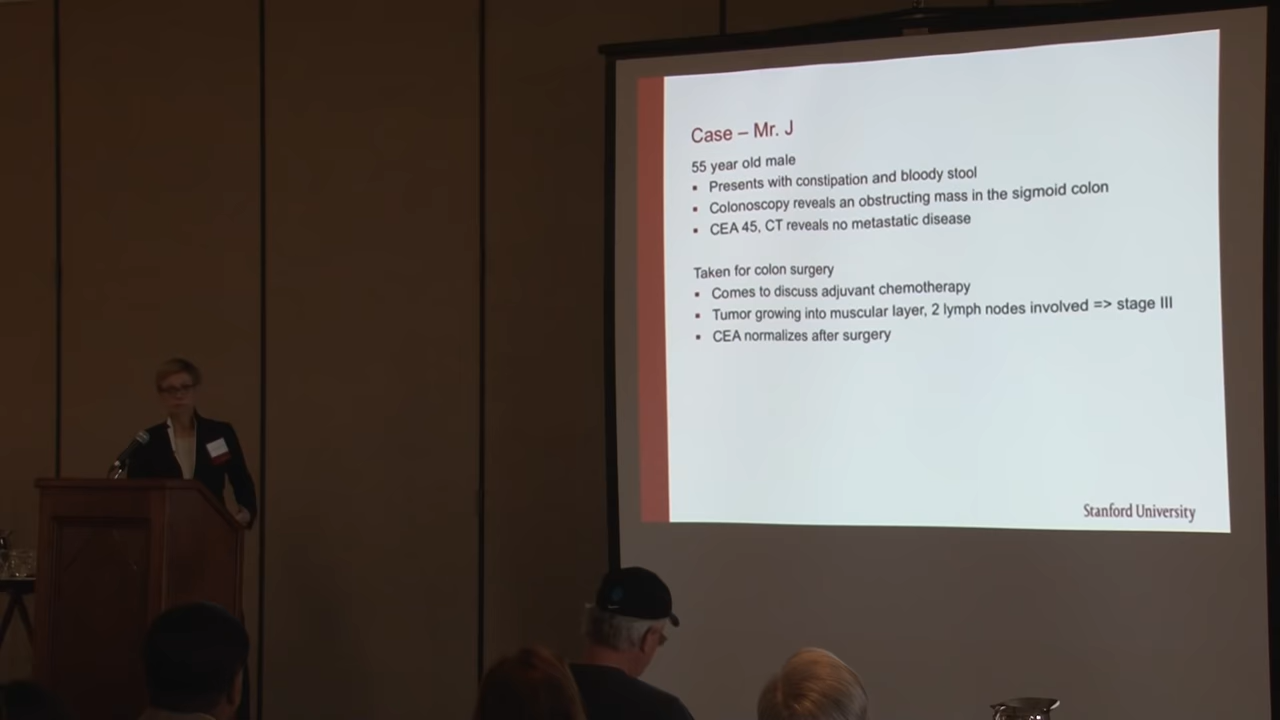 Case – Mr. J
55 year old male
▪ Presents with constipation and bloody stool
▪ Colonoscopy reveals an obstructing mass in the sigmoid colon
▪ CEA 45, CT reveals no metastatic disease
Taken for colon surgery
▪ Comes to discuss adjuvant chemotherapy
▪ Tumor growing into muscular layer, 2 lymph nodes involved => stage III
▪ CEA normalizes after surgery
Stanford University